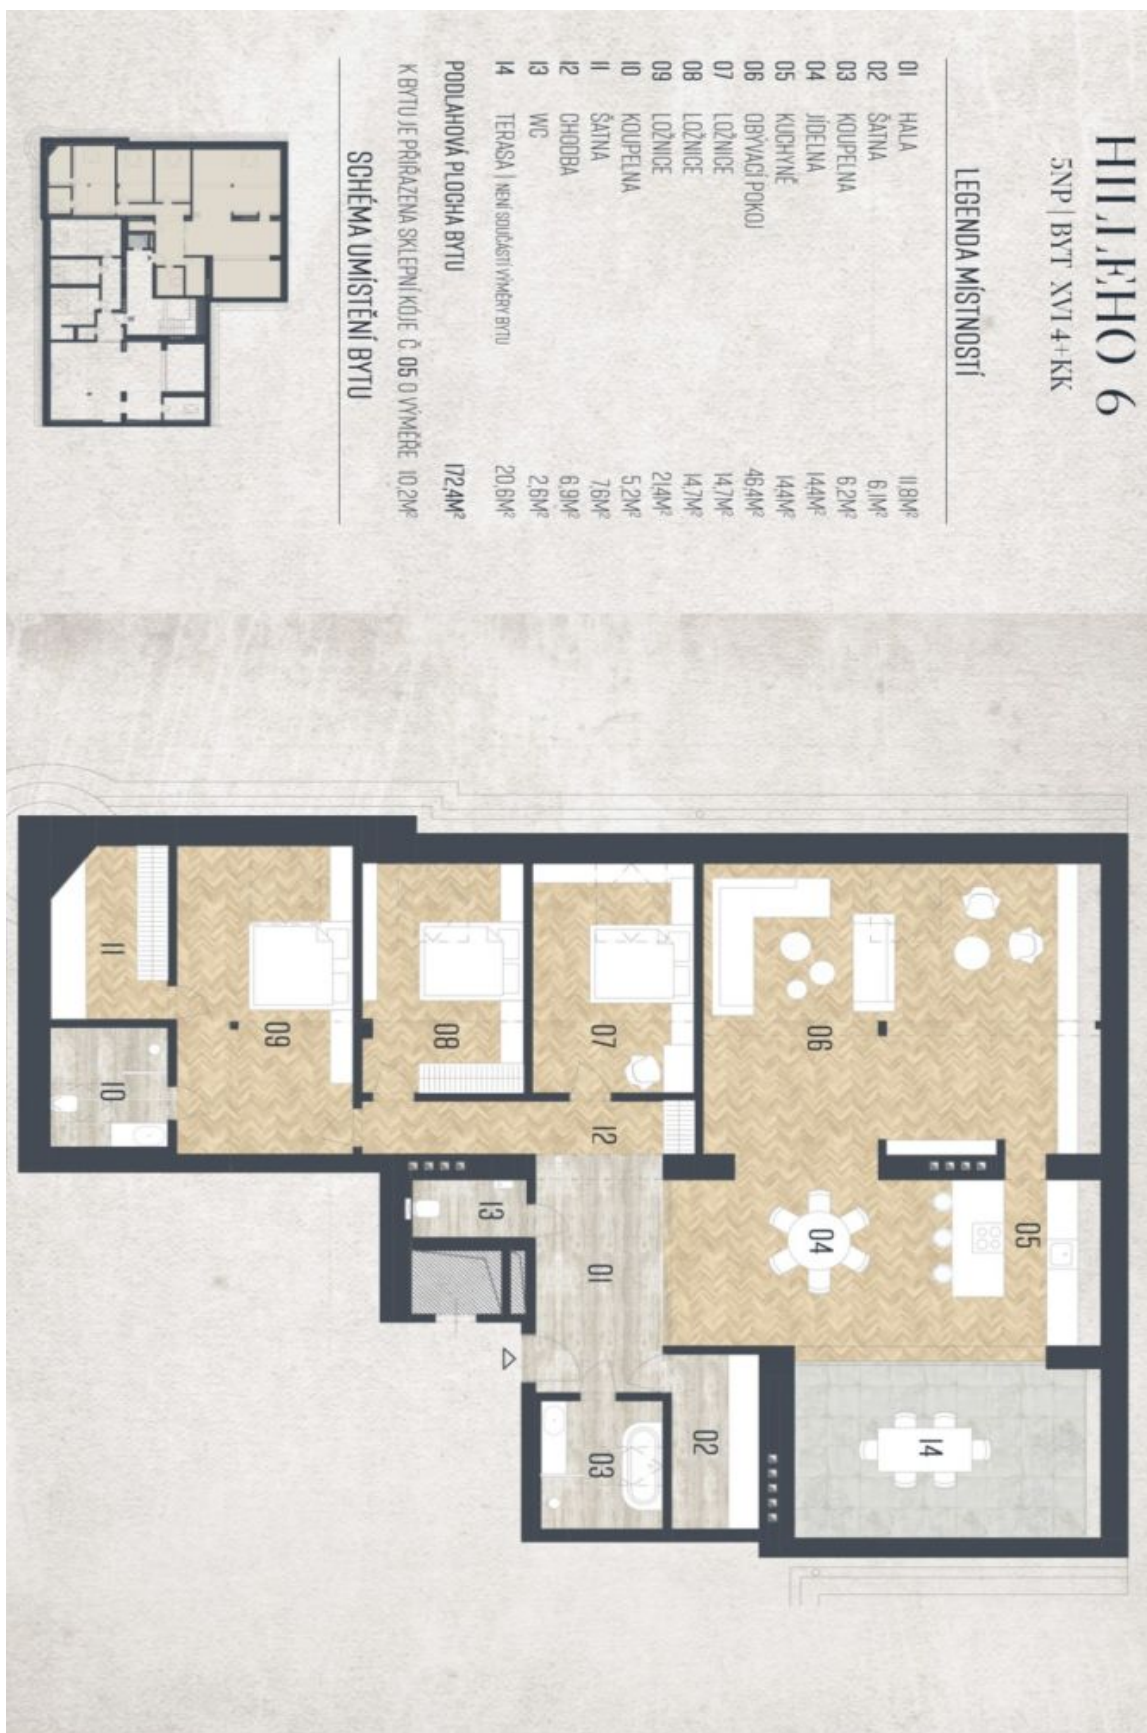 HILLEHO 6
5NP | BYT XVI 4+KK
LEGENDA MÍSTNOSTÍ
01 HALA 11,8M²
02 ŠATNA 6,1M²
03 KOUPELNA 6,2M²
04 JÍDELNA 14,4M²
05 KUCHYNĚ 14,4M²
06 OBÝVACÍ POKOJ 46,4M²
07 LOŽNICE 14,7M²
08 LOŽNICE 14,7M²
09 LOŽNICE 21,4M²
10 KOUPELNA 5,2M²
11 ŠATNA 7,6M²
12 CHODBA 6,9M²
13 WC 2,6M²
14 TERASA | NENÍ SOUČÁSTÍ VÝMĚRY BYTU 20,6M²
PODLAHOVÁ PLOCHA BYTU 172,4M²
K BYTU JE PŘIŘAZENA SKLEPNÍ KÓJE Č. 05 O VÝMĚŘE 10,2M²
SCHÉMA UMÍSTĚNÍ BYTU
05
06
04
14
07
12
01
02
03
08
13
09
11
10